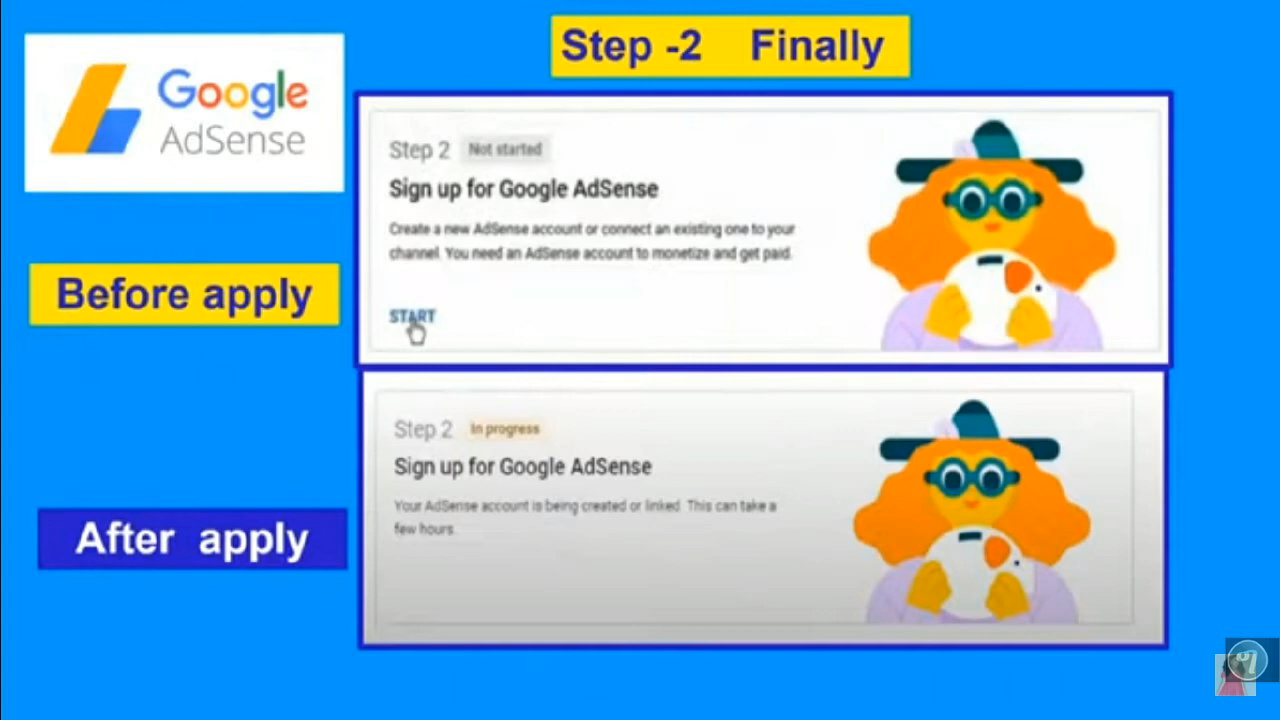 Step -2 Finally
Google
AdSense
Before apply
Step 2 Not started
Sign up for Google AdSense
Create a new AdSense account or connect an existing one to your
channel. You need an AdSense account to monetize and get paid.
START
After apply
Step 2 In progress
Sign up for Google AdSense
Your AdSense account is being created or linked. This can take a
few hours.